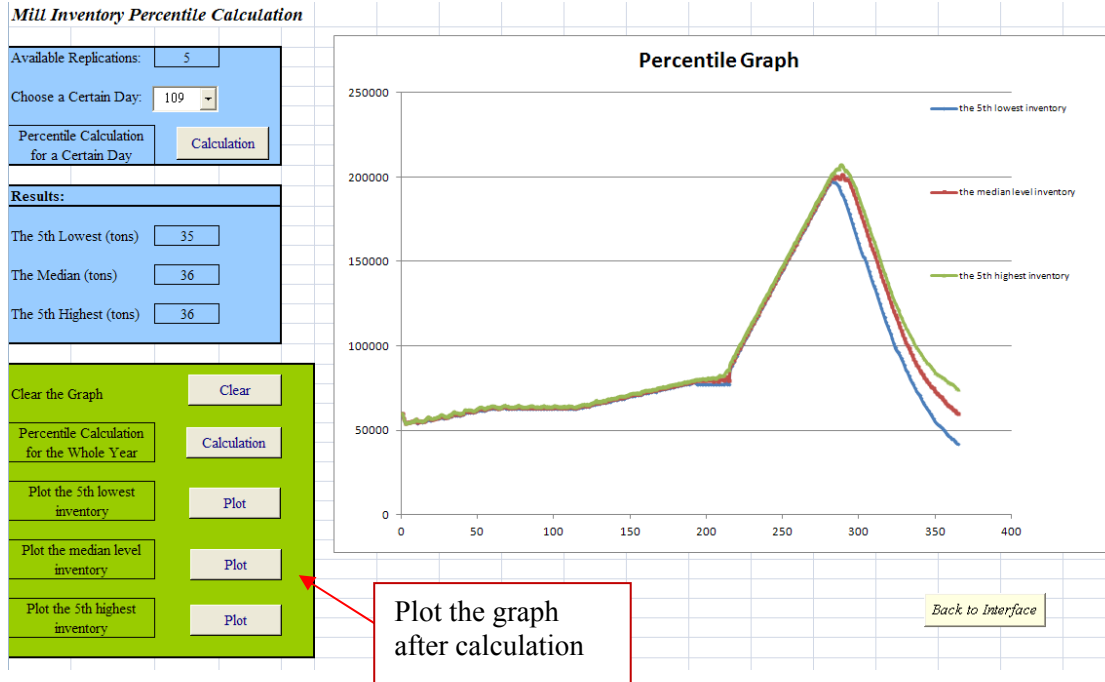 Mill Inventory Percentile Calculation
Available Replications: 5
Choose a Certain Day: 109
Percentile Calculation
for a Certain Day
Calculation
Results:
The 5th Lowest (tons) 35
The Median (tons) 36
The 5th Highest (tons) 36
Clear the Graph
Clear
Percentile Calculation
for the Whole Year
Calculation
Plot the 5th lowest
inventory
Plot
Plot the median level
inventory
Plot
Plot the 5th highest
inventory
Plot
Percentile Graph
250000
200000
150000
100000
50000
0
0 50 100 150 200 250 300 350 400
the 5th lowest inventory
the median level inventory
the 5th highest inventory
Plot the graph
after calculation
Back to Interface